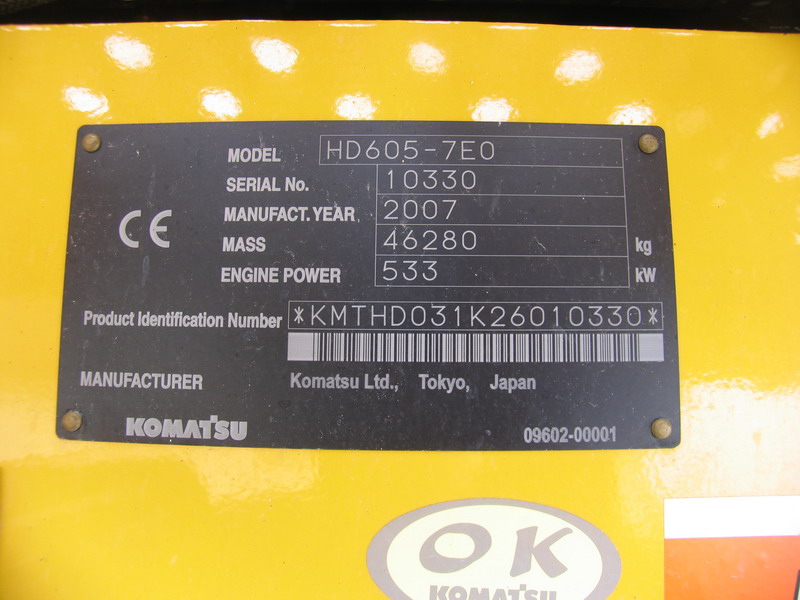 MODEL HD605-7E0
SERIAL No. 10330
MANUFACT.YEAR 2007
MASS 46280 kg
ENGINE POWER 533 kW
CE
Product Identification Number *KMTHD031K26010330*
MANUFACTURER Komatsu Ltd., Tokyo, Japan
KOMATSU 09602-00001
OK
KOMATSU